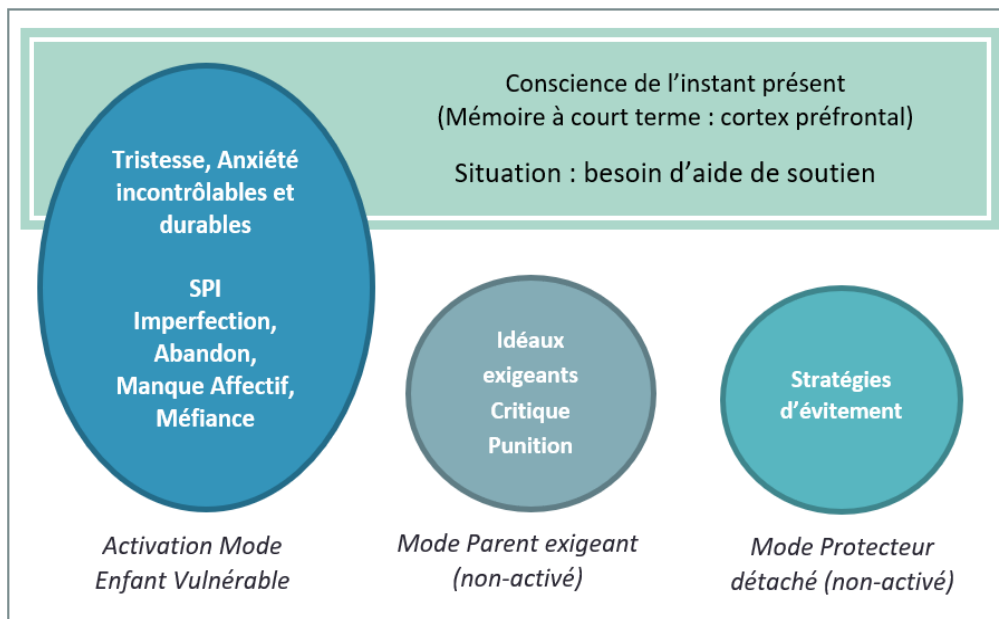 Conscience de l’instant présent
(Mémoire à court terme : cortex préfrontal)
Situation : besoin d’aide de soutien
Tristesse, Anxiété
incontrôlables et
durables
SPI
Imperfection,
Abandon,
Manque Affectif,
Méfiance
Idéaux
exigeants
Critique
Punition
Stratégies
d’évitement
Activation Mode
Enfant Vulnérable
Mode Parent exigeant
(non-activé)
Mode Protecteur
détaché (non-activé)